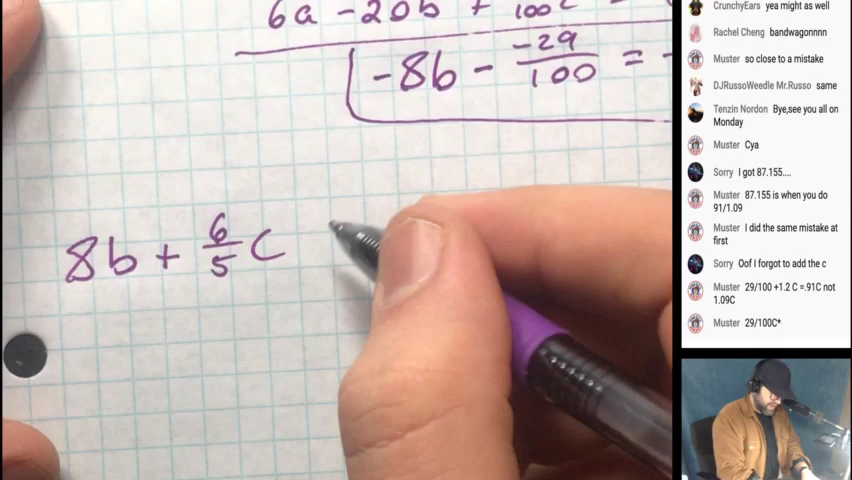 6a - 20b +
-8b - -29/100 = -
8b + 6/5 C
CrunchyEars yea might as well
Rachel Cheng bandwagonnnn
Muster so close to a mistake
DJRussoWeedle Mr.Russo same
Tenzin Nordon Bye,see you all on
Monday
Muster Cya
Sorry I got 87.155....
Muster 87.155 is when you do
91/1.09
Muster I did the same mistake at
first
Sorry Oof I forgot to add the c
Muster 29/100 +1.2 C =.91C not
1.09C
Muster 29/100C*